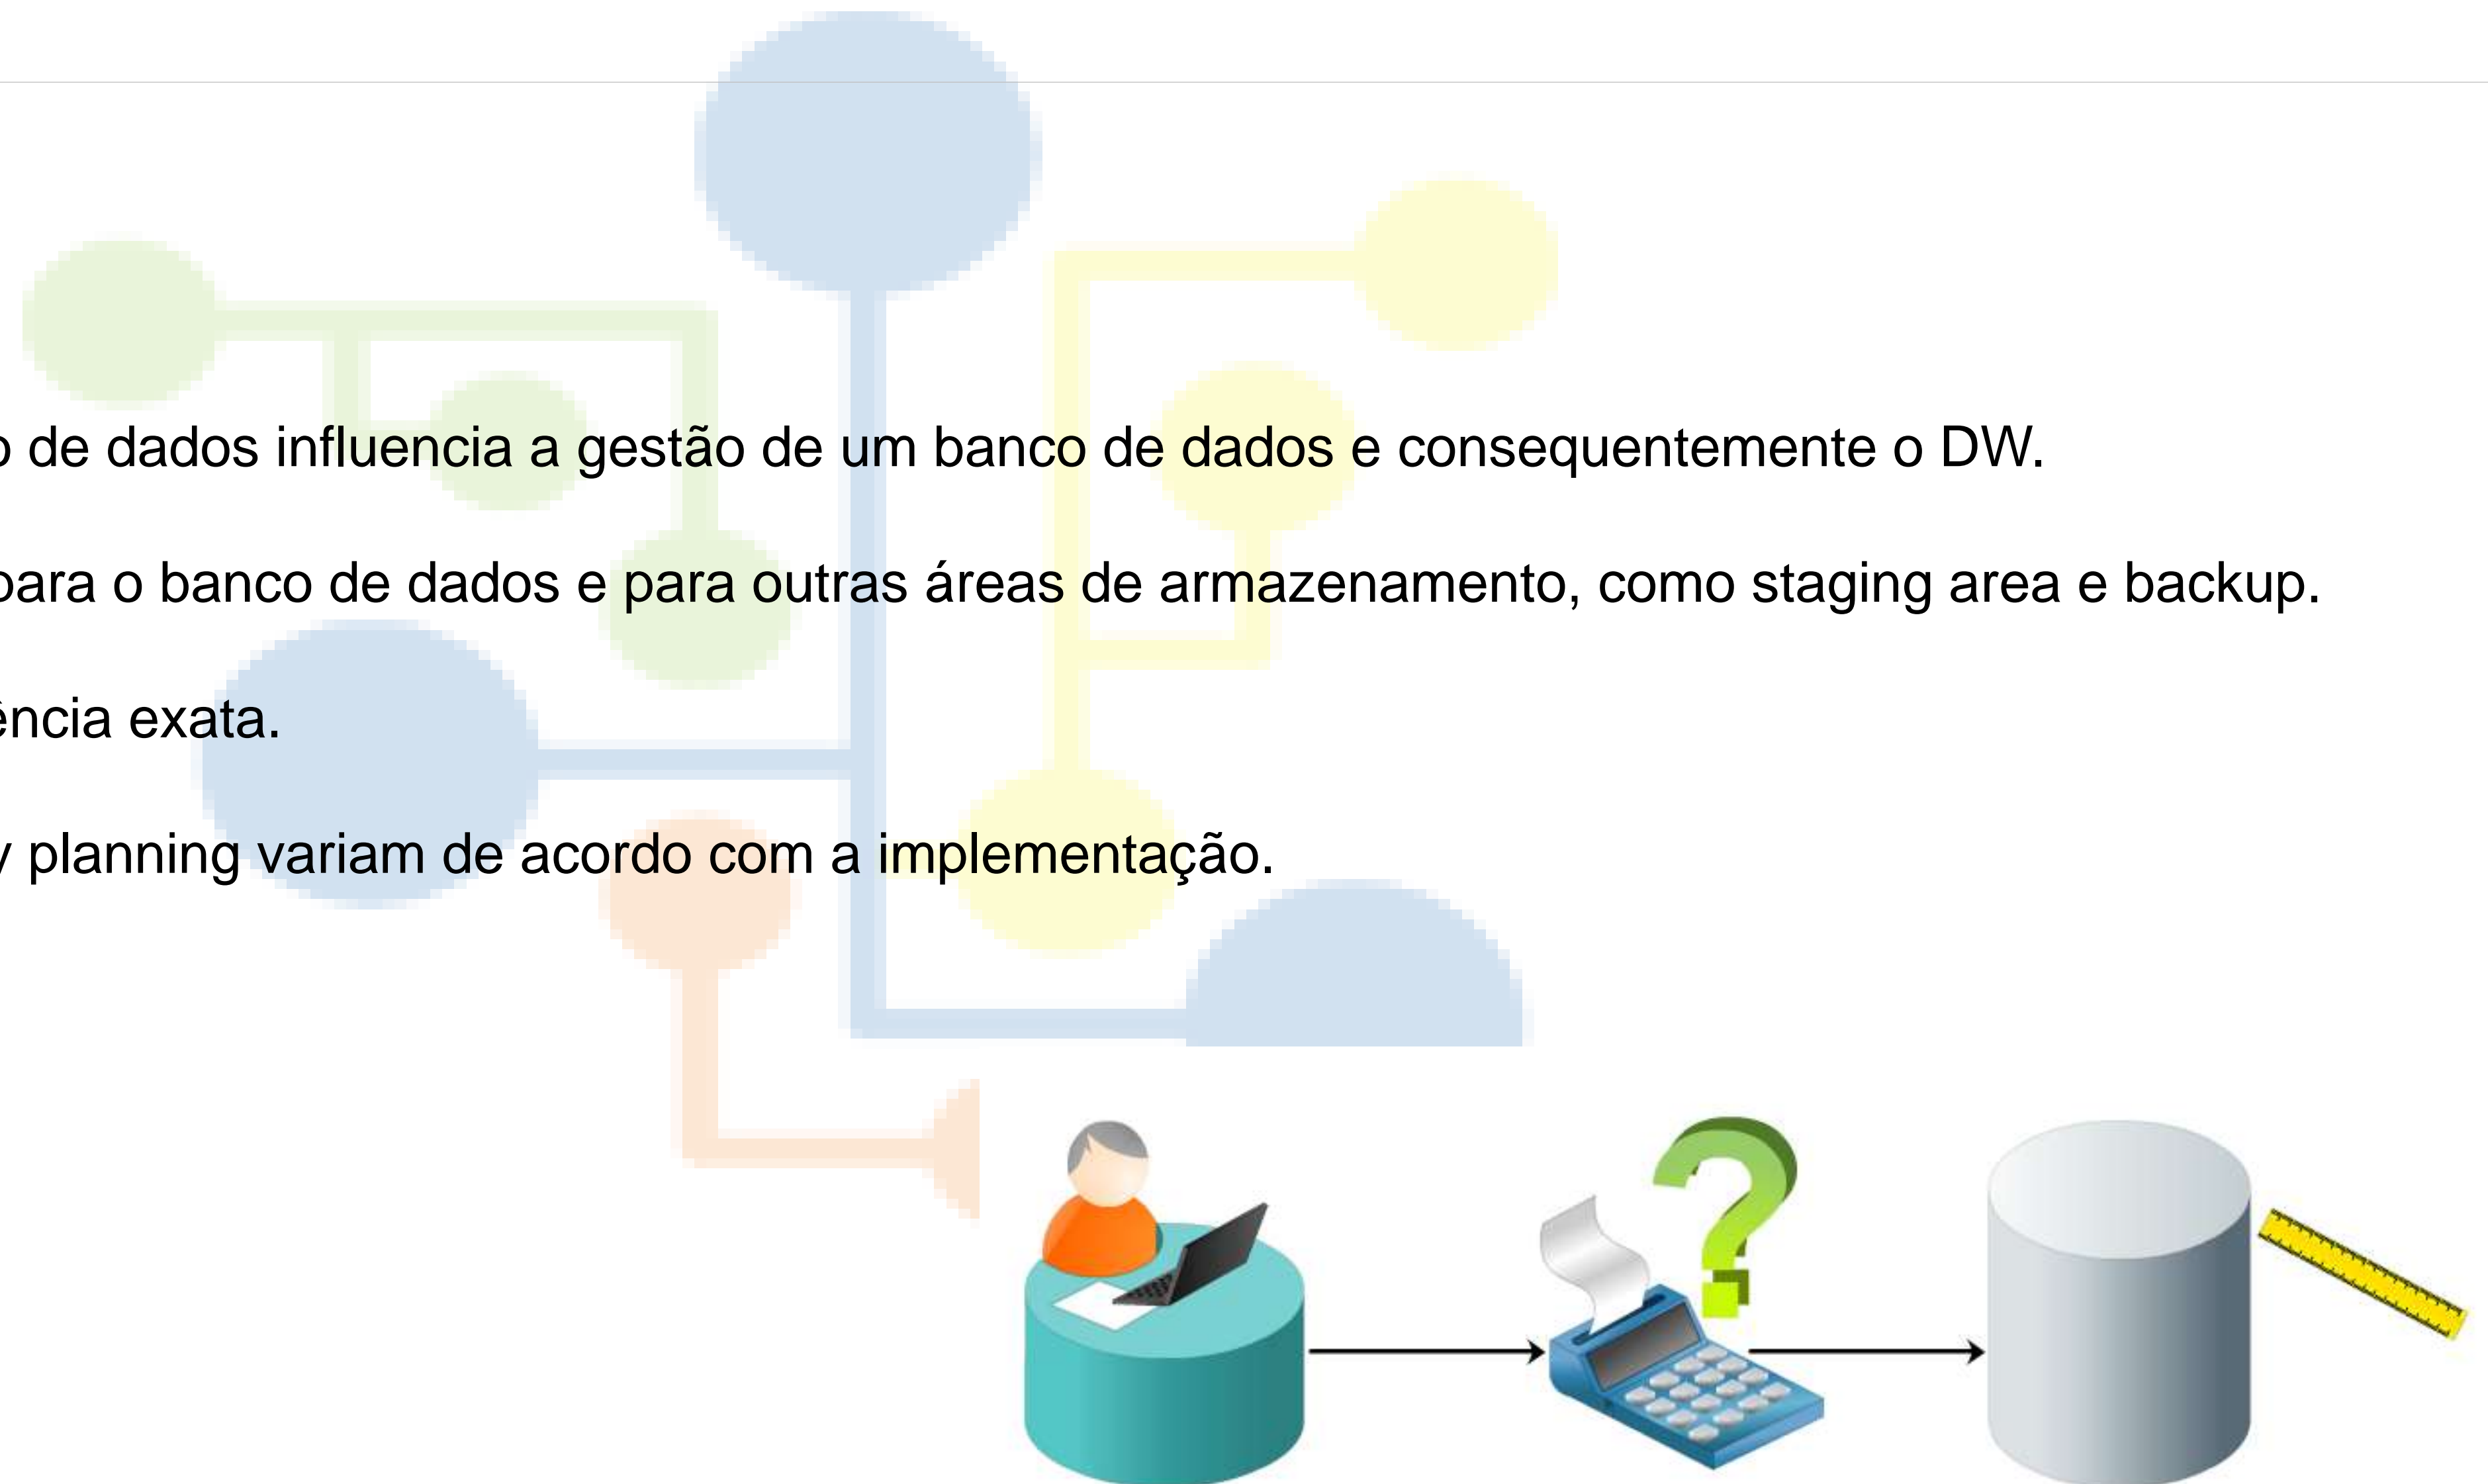 o de dados influencia a gestão de um banco de dados e consequentemente o DW.
para o banco de dados e para outras áreas de armazenamento, como staging area e backup.
ência exata.
y planning variam de acordo com a implementação.